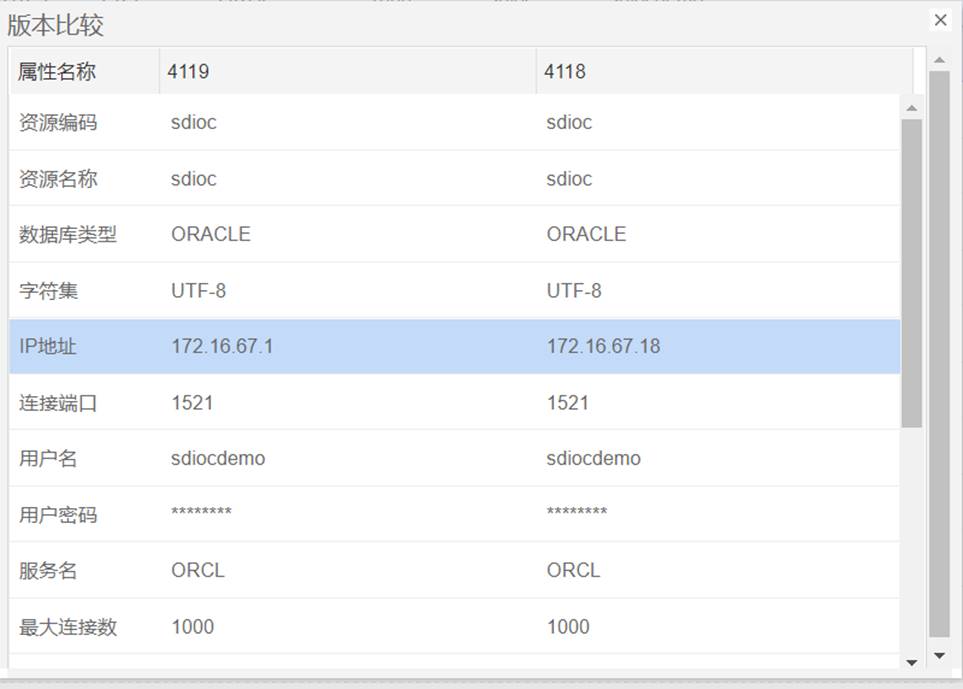 版本比较
属性名称 4119 4118
资源编码 sdioc sdioc
资源名称 sdioc sdioc
数据库类型 ORACLE ORACLE
字符集 UTF-8 UTF-8
IP地址 172.16.67.1 172.16.67.18
连接端口 1521 1521
用户名 sdiocdemo sdiocdemo
用户密码 ******** ********
服务名 ORCL ORCL
最大连接数 1000 1000